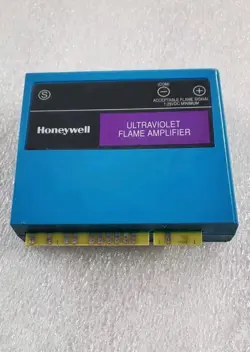 (COM)
S − +
ACCEPTABLE FLAME SIGNAL
1.25VDC MINIMUM
Honeywell
ULTRAVIOLET
FLAME AMPLIFIER